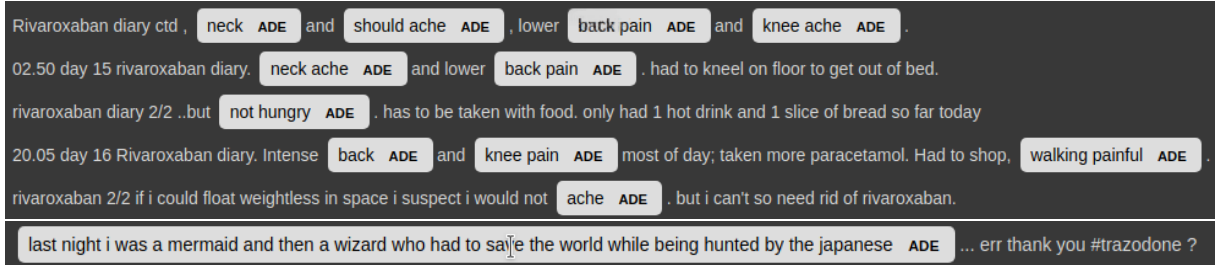 Rivaroxaban diary ctd , neck ADE and should ache ADE , lower back pain ADE and knee ache ADE .
02.50 day 15 rivaroxaban diary. neck ache ADE and lower back pain ADE . had to kneel on floor to get out of bed.
rivaroxaban diary 2/2 ..but not hungry ADE . has to be taken with food. only had 1 hot drink and 1 slice of bread so far today
20.05 day 16 Rivaroxaban diary. Intense back ADE and knee pain ADE most of day; taken more paracetamol. Had to shop, walking painful ADE .
rivaroxaban 2/2 if i could float weightless in space i suspect i would not ache ADE . but i can't so need rid of rivaroxaban.
last night i was a mermaid and then a wizard who had to save the world while being hunted by the japanese ADE ... err thank you #trazodone ?